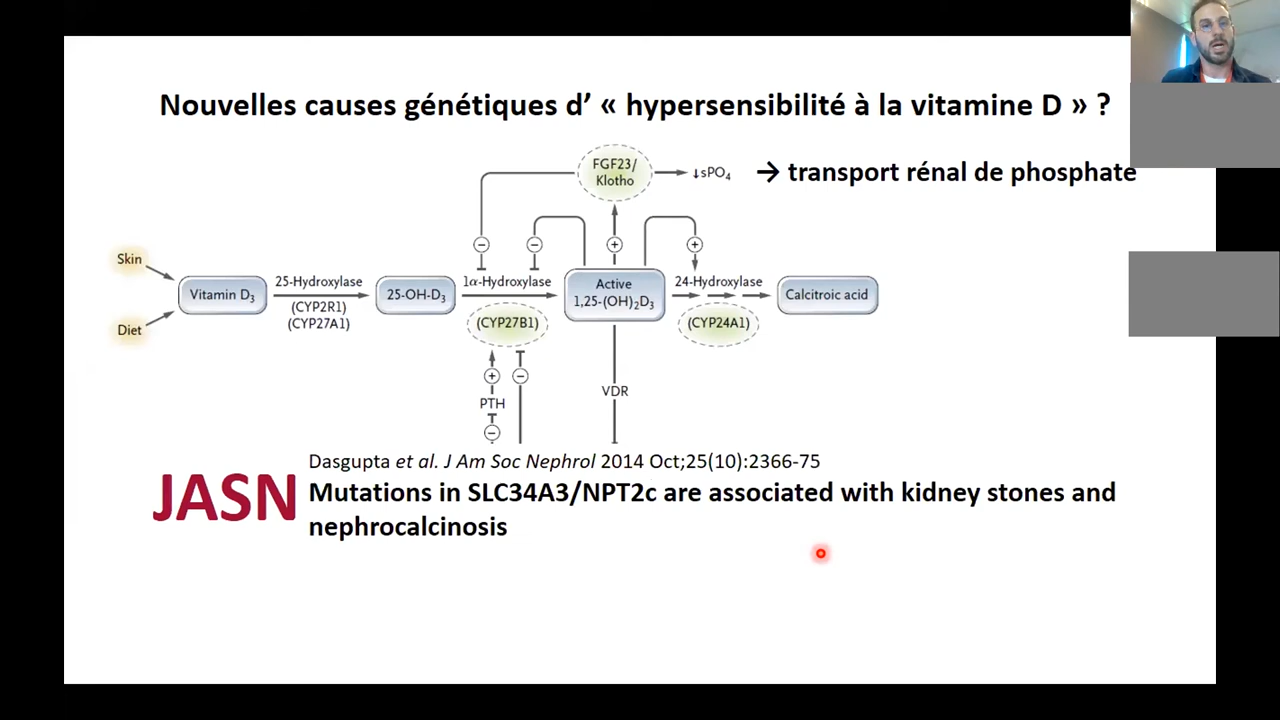 Nouvelles causes génétiques d’ « hypersensibilité à la vitamine D » ?
FGF23/
Klotho
↓sPO₄
→ transport rénal de phosphate
−
−
+
+
Skin
Diet
Vitamin D₃
25-Hydroxylase
(CYP2R1)
(CYP27A1)
25-OH-D₃
1α-Hydroxylase
(CYP27B1)
Active
1,25-(OH)₂D₃
24-Hydroxylase
(CYP24A1)
Calcitroic acid
+
−
PTH
−
VDR
Dasgupta et al. J Am Soc Nephrol 2014 Oct;25(10):2366-75
JASN
Mutations in SLC34A3/NPT2c are associated with kidney stones and
nephrocalcinosis